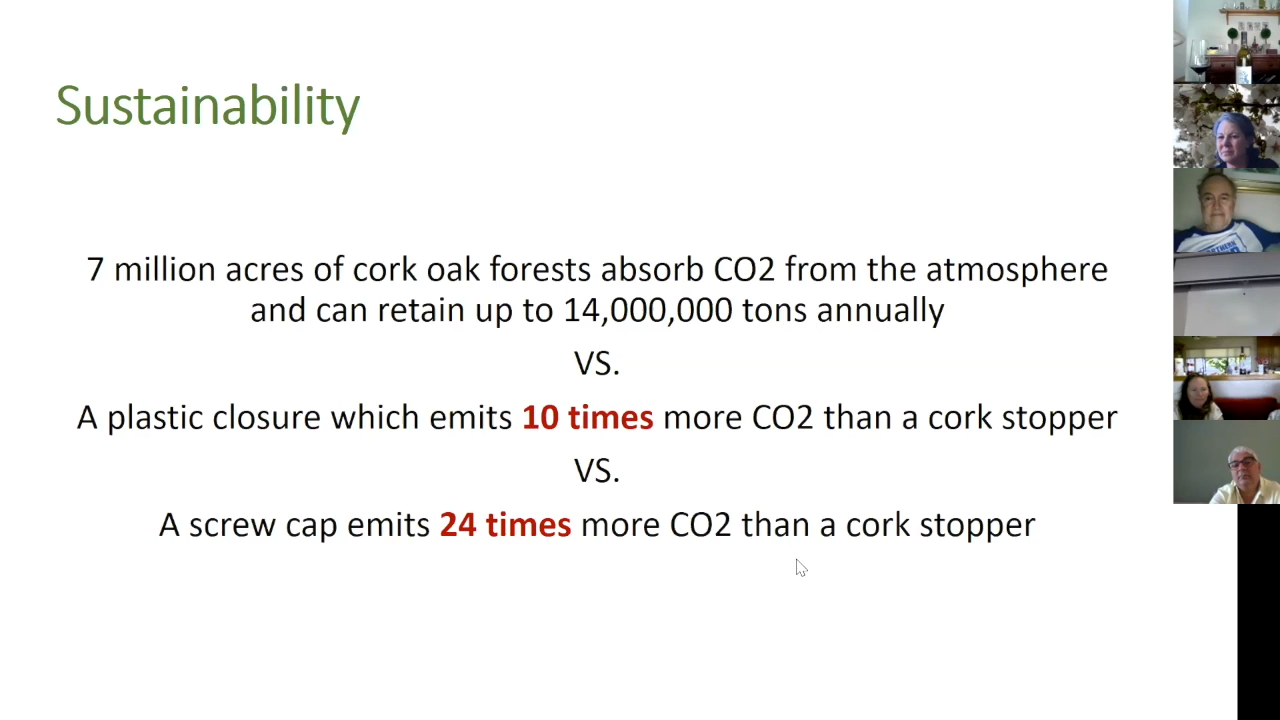 Sustainability
7 million acres of cork oak forests absorb CO2 from the atmosphere
and can retain up to 14,000,000 tons annually
VS.
A plastic closure which emits 10 times more CO2 than a cork stopper
VS.
A screw cap emits 24 times more CO2 than a cork stopper